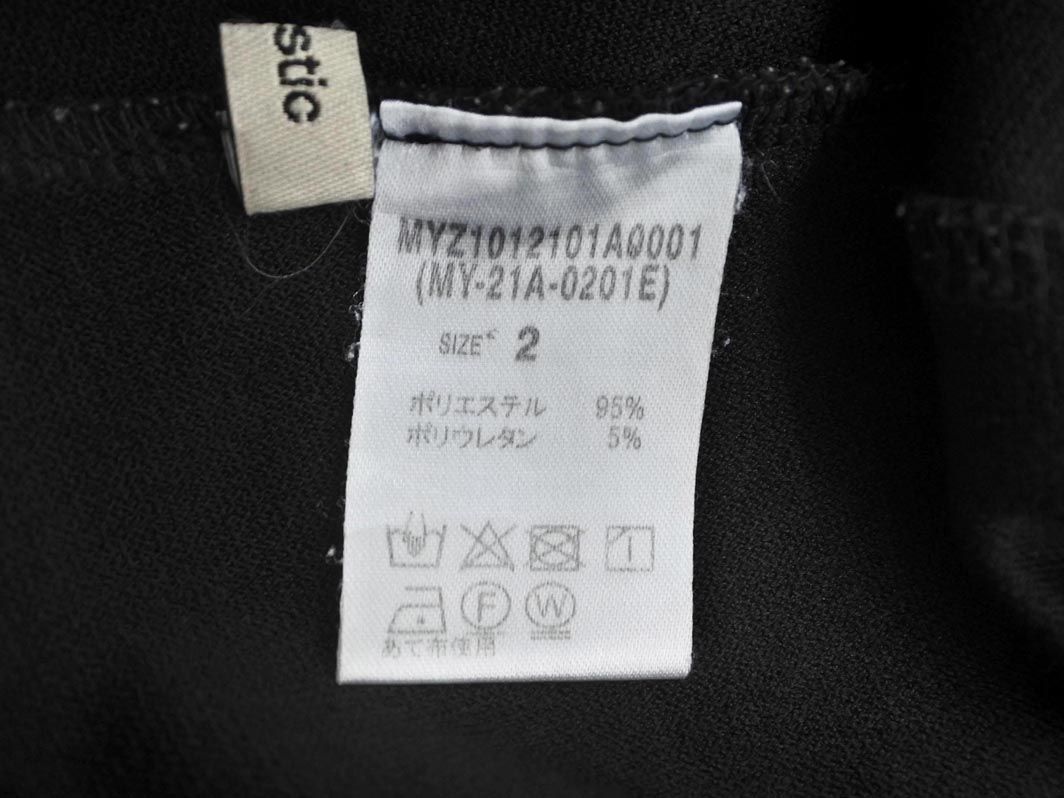 stic
MYZ1012101A0001
(MY-21A-0201E)
SIZE 2
ポリエステル 95%
ポリウレタン 5%
F W
あて布使用